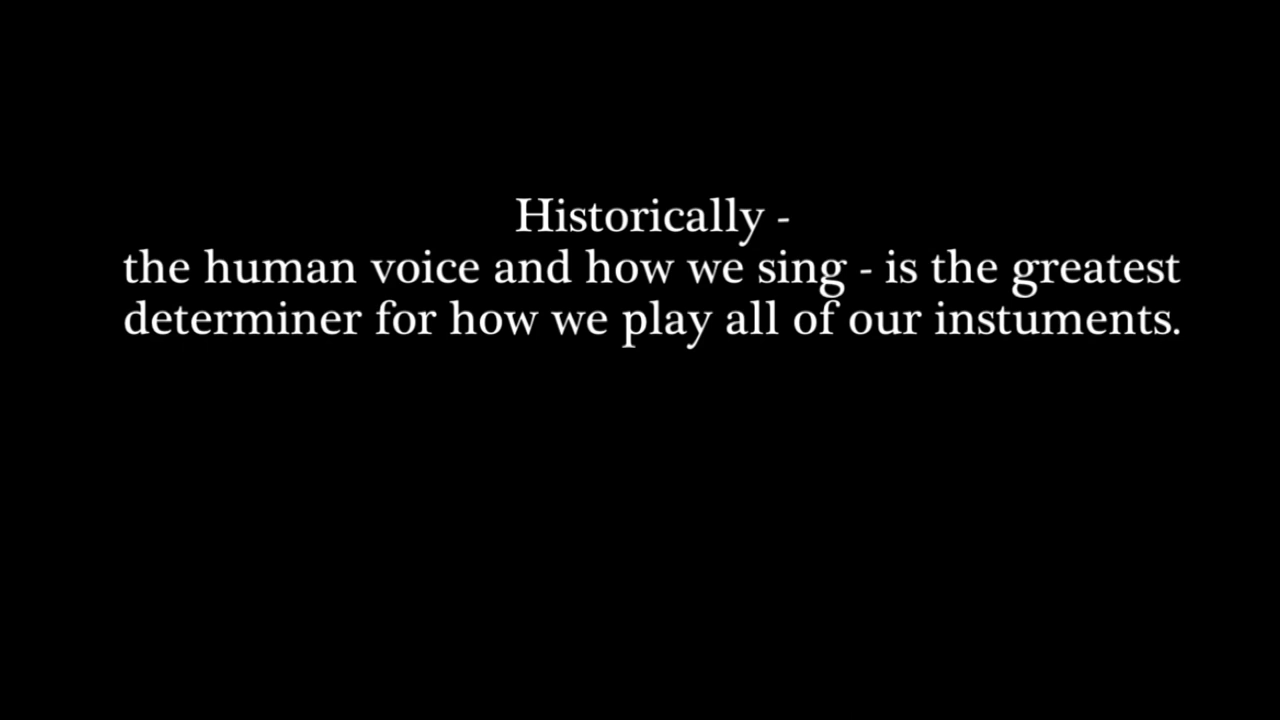 Historically -
the human voice and how we sing - is the greatest
determiner for how we play all of our instuments.